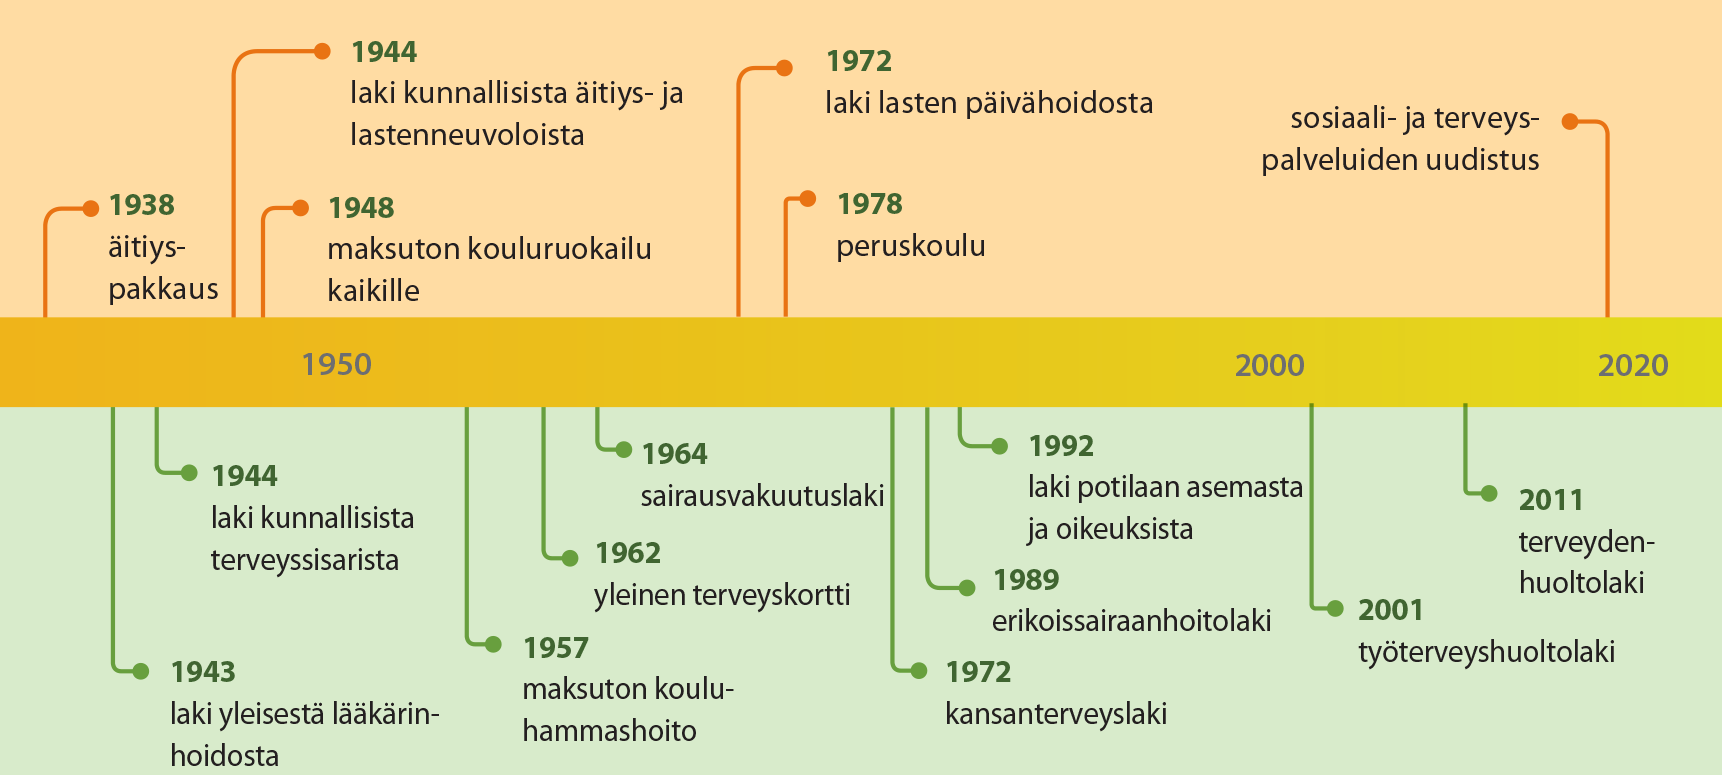 1944
laki kunnallisista äitiys- ja
lastenneuvoloista
1972
laki lasten päivähoidosta
sosiaali- ja terveys-
palveluiden uudistus
1938
äitiys-
pakkaus
1948
maksuton kouluruokailu
kaikille
1978
peruskoulu
1950
2000
2020
1944
laki kunnallisista
terveyssisarista
1964
sairausvakuutuslaki
1992
laki potilaan asemasta
ja oikeuksista
2011
terveyden-
huoltolaki
1962
yleinen terveyskortti
1989
erikoissairaanhoitolaki
2001
työterveyshuoltolaki
1943
laki yleisestä lääkärin-
hoidosta
1957
maksuton koulu-
hammashoito
1972
kansanterveyslaki